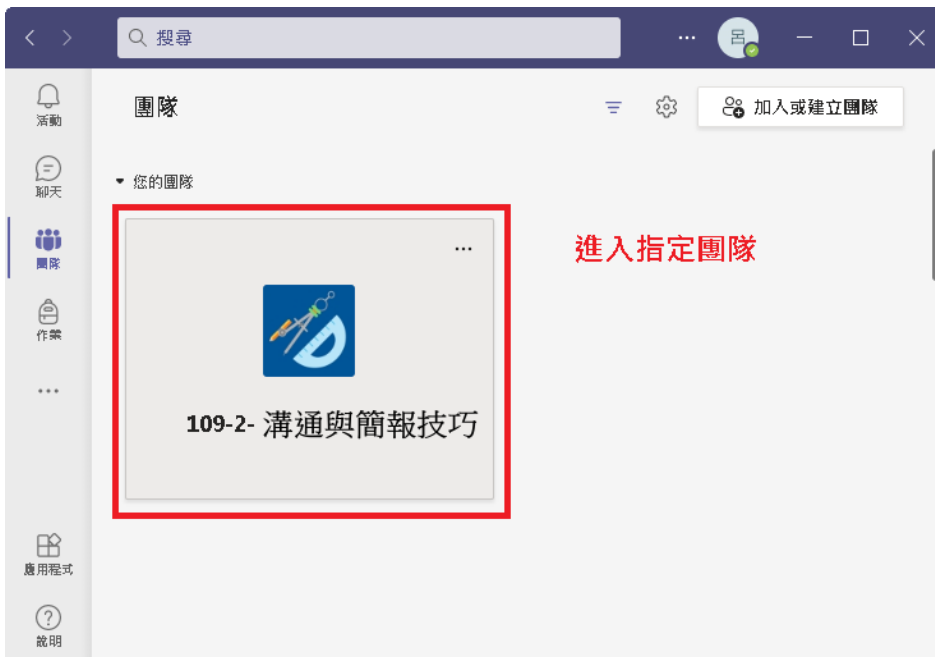 搜尋
...
呂
活動
團隊
加入或建立團隊
聊天
您的團隊
團隊
...
進入指定團隊
作業
...
109-2- 溝通與簡報技巧
應用程式
說明